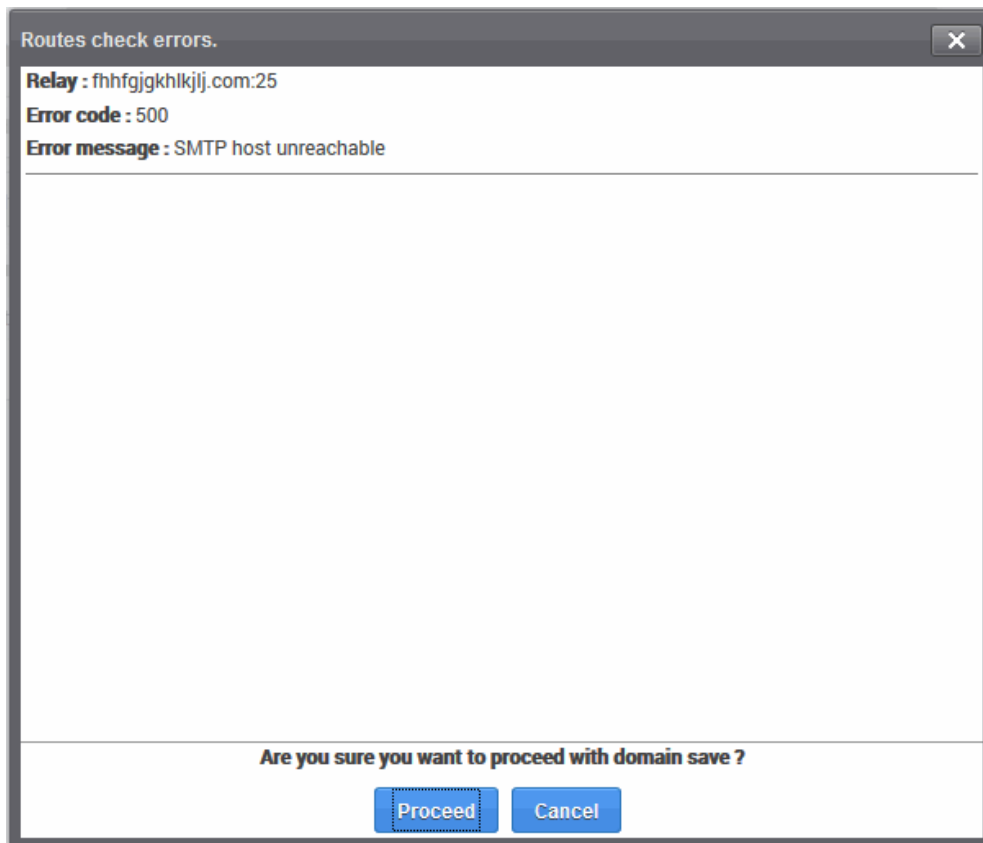 Routes check errors.
Relay : fhhfgjgkhlkjlj.com:25
Error code : 500
Error message : SMTP host unreachable
Are you sure you want to proceed with domain save ?
Proceed Cancel